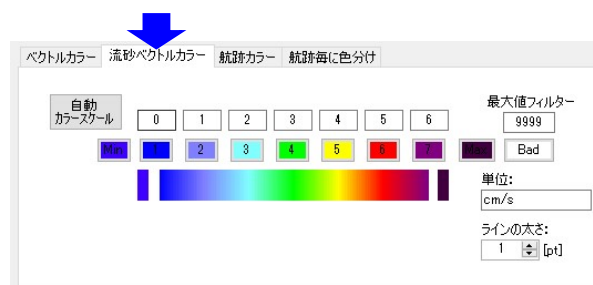 ベクトルカラー 流砂ベクトルカラー 航跡カラー 航跡毎に色分け
自動
カラースケール
0 1 2 3 4 5 6
最大値フィルター
9999
Min 1 2 3 4 5 6 7 Max Bad
単位:
cm/s
ラインの太さ:
1 [pt]